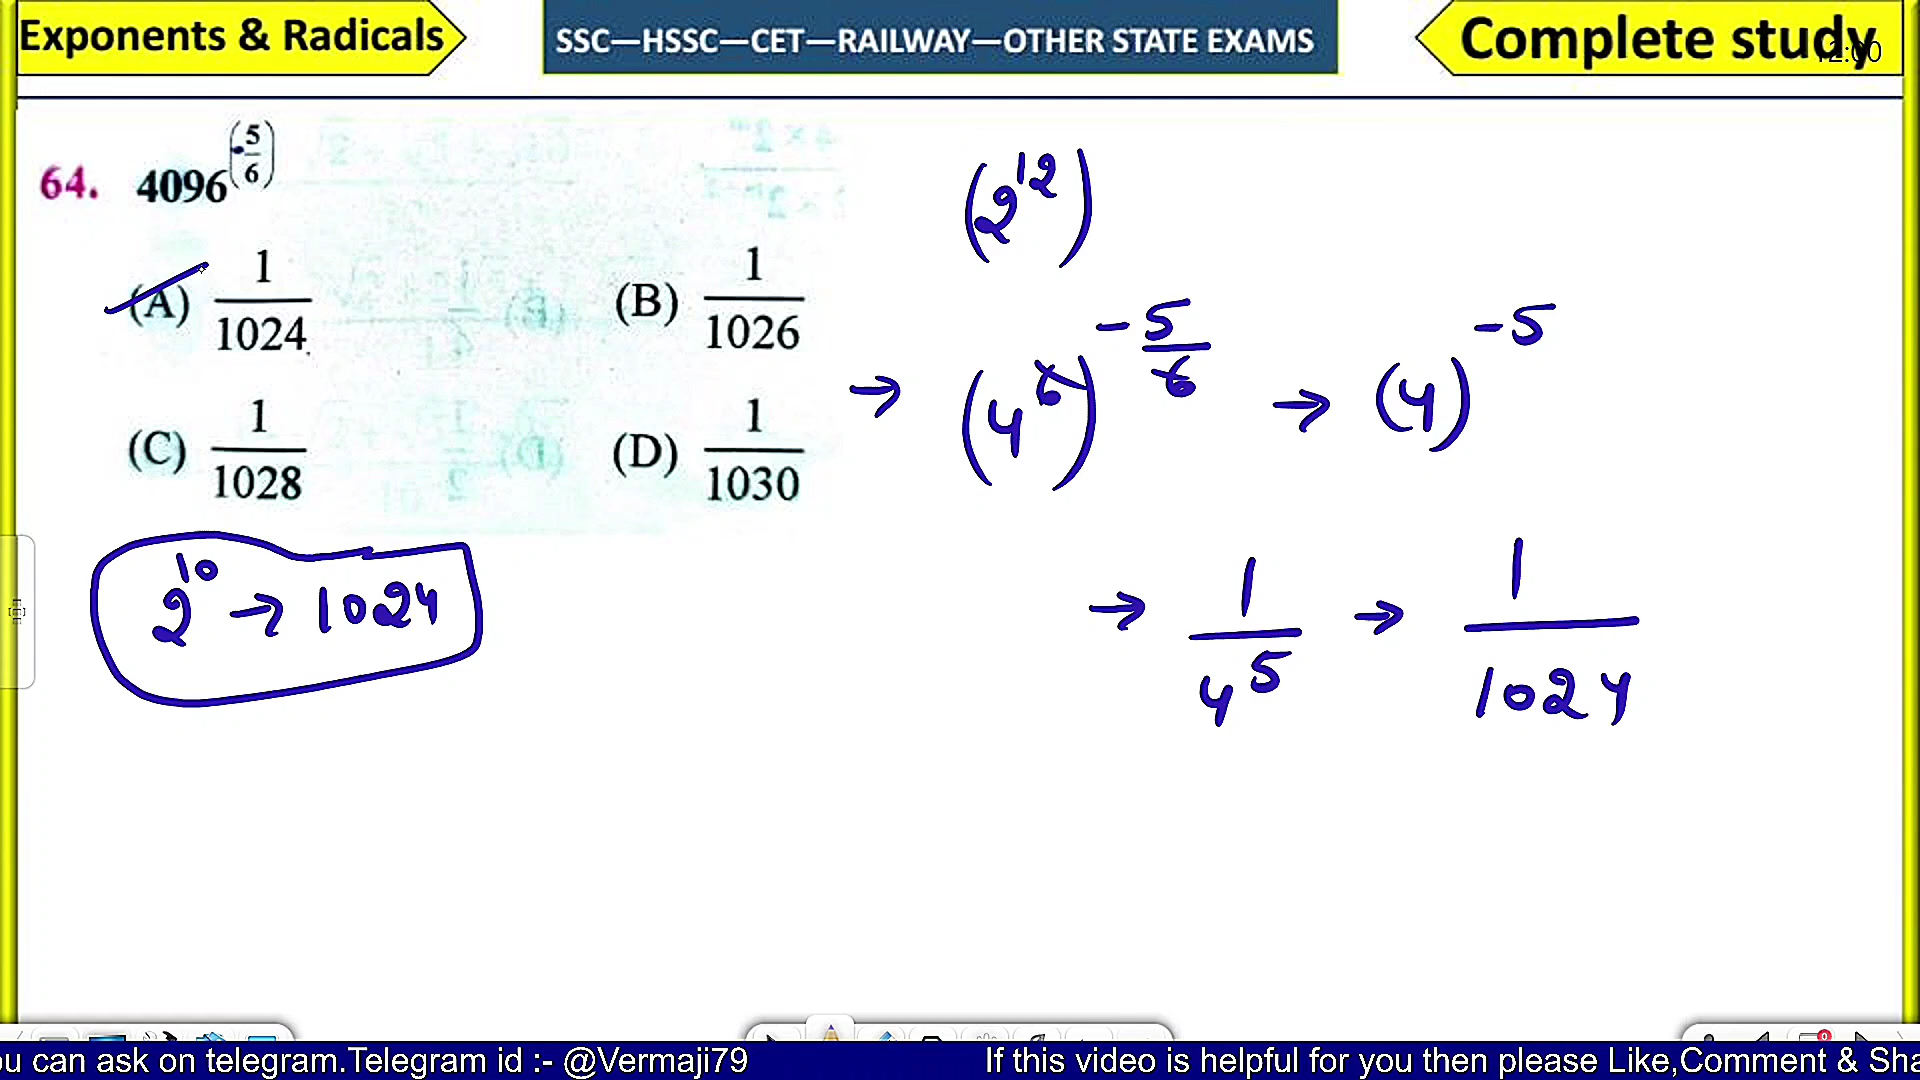 Exponents & Radicals
SSC—HSSC—CET—RAILWAY—OTHER STATE EXAMS
Complete study
12:00
64. 4096^(-5/6)
(A) 1/1024
(B) 1/1026
(C) 1/1028
(D) 1/1030
(2^12)
→ (4^6)^-5/6 → (4)^-5
→ 1/4^5 → 1/1024
2^10 → 1024
ou can ask on telegram.Telegram id :- @Vermaji79
If this video is helpful for you then please Like,Comment & Sha